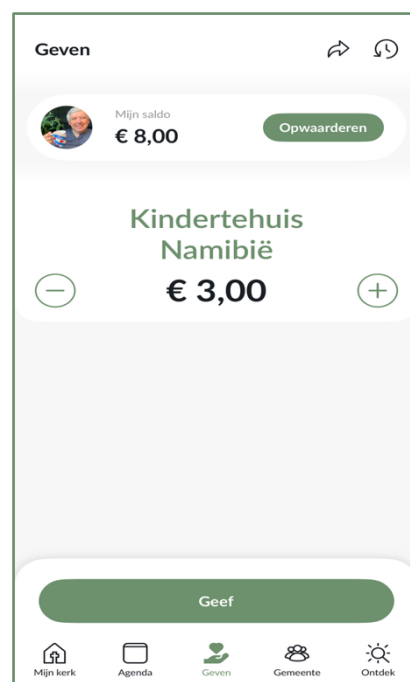 Geven
Mijn saldo
€ 8,00
Opwaarderen
Kindertehuis
Namibië
€ 3,00
Geef
Mijn kerk
Agenda
Geven
Gemeente
Ontdek